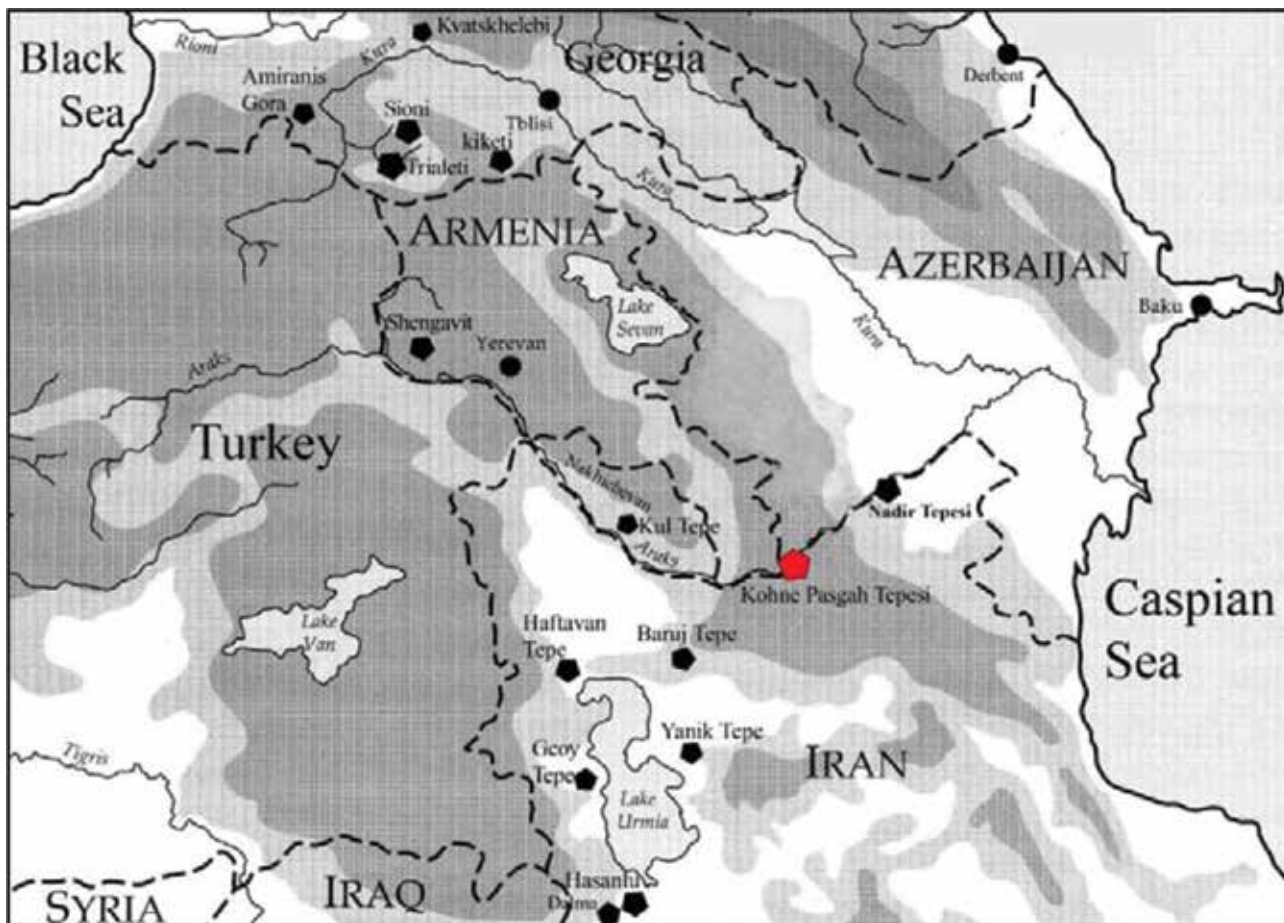 Kvatskhelebi
Rioni
Black
Sea
Kura
Georgia
Derbent
Amiranis
Gora
Sioni
Tblisi
kiketi
Trialeti
Kura
ARMENIA
AZERBAIJAN
Lake
Sevan
Baku
Shengavit
Kura
Yerevan
Araks
Turkey
Nakhichevan
Nadir Tepesi
Kul Tepe
Araks
Kohne Pasgah Tepesi
Caspian
Sea
Lake
Van
Haftavan
Tepe
Baruj Tepe
Yanik Tepe
Tigris
Geoy
Tepe
IRAN
Lake
Urmia
Hasanlu
Dalma
IRAQ
SYRIA